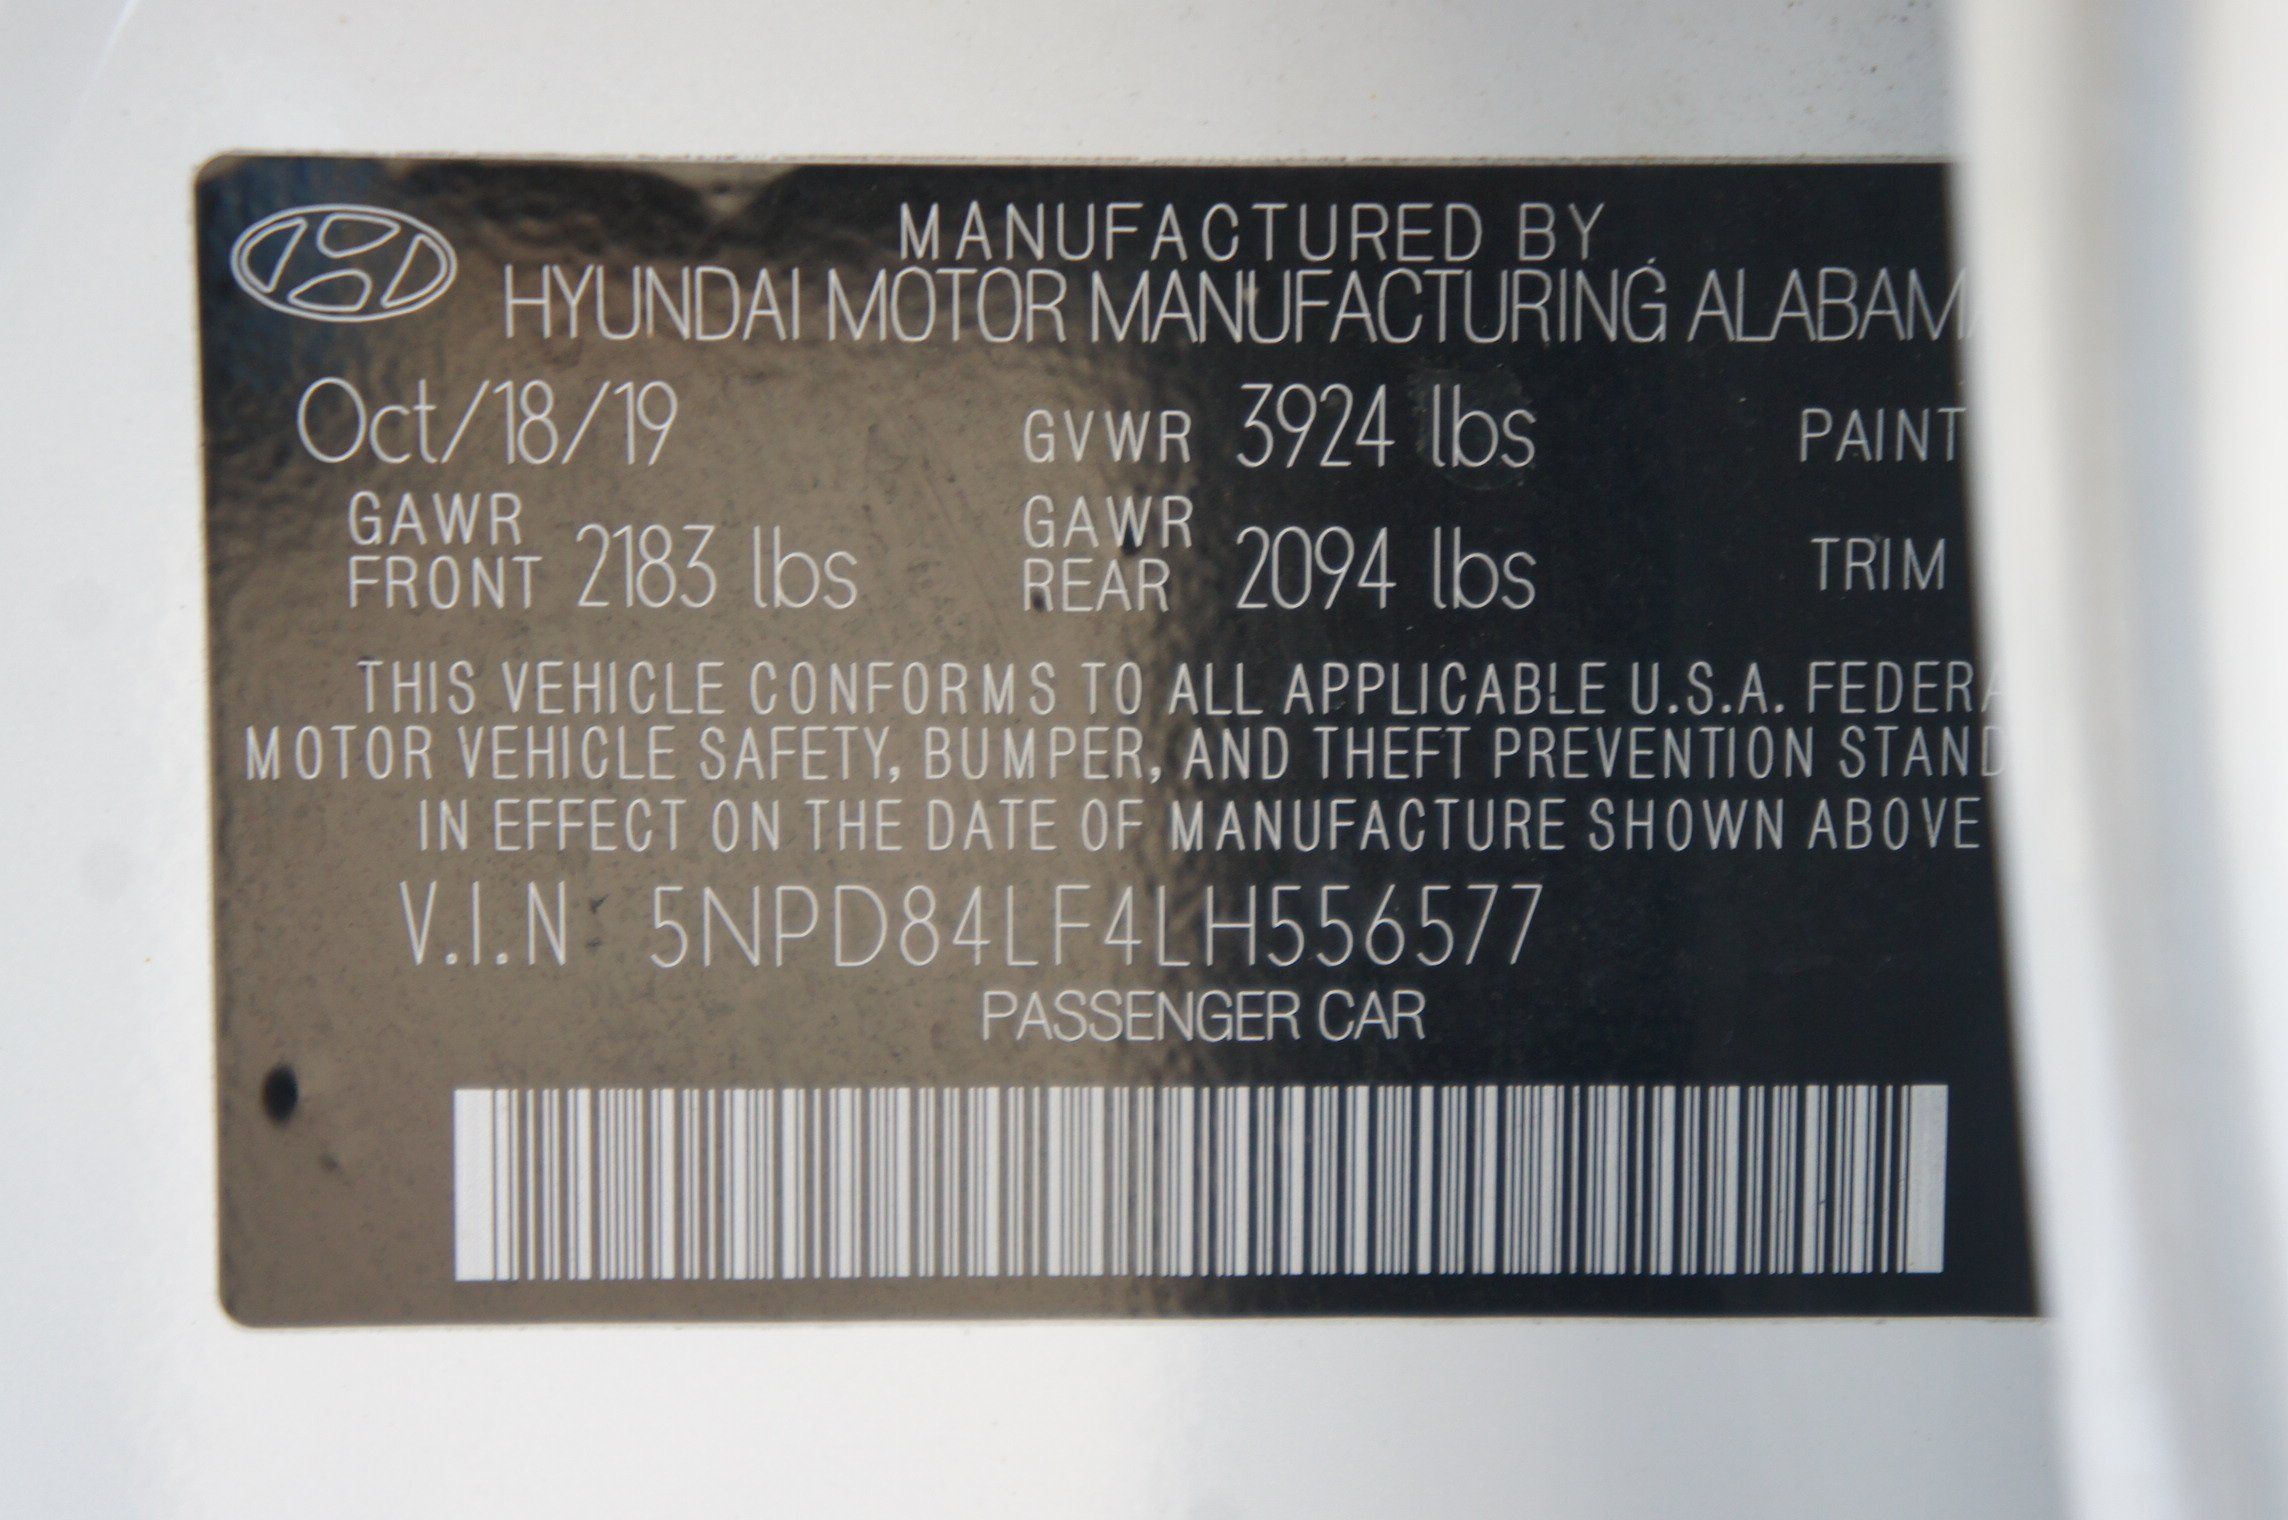 MANUFACTURED BY
HYUNDAI MOTOR MANUFACTURING ALABAMA
Oct/18/19 GVWR 3924 lbs PAINT
GAWR FRONT 2183 lbs GAWR REAR 2094 lbs TRIM
THIS VEHICLE CONFORMS TO ALL APPLICABLE U.S.A. FEDERA
MOTOR VEHICLE SAFETY, BUMPER, AND THEFT PREVENTION STAND
IN EFFECT ON THE DATE OF MANUFACTURE SHOWN ABOVE
V.I.N 5NPD84LF4LH556577
PASSENGER CAR